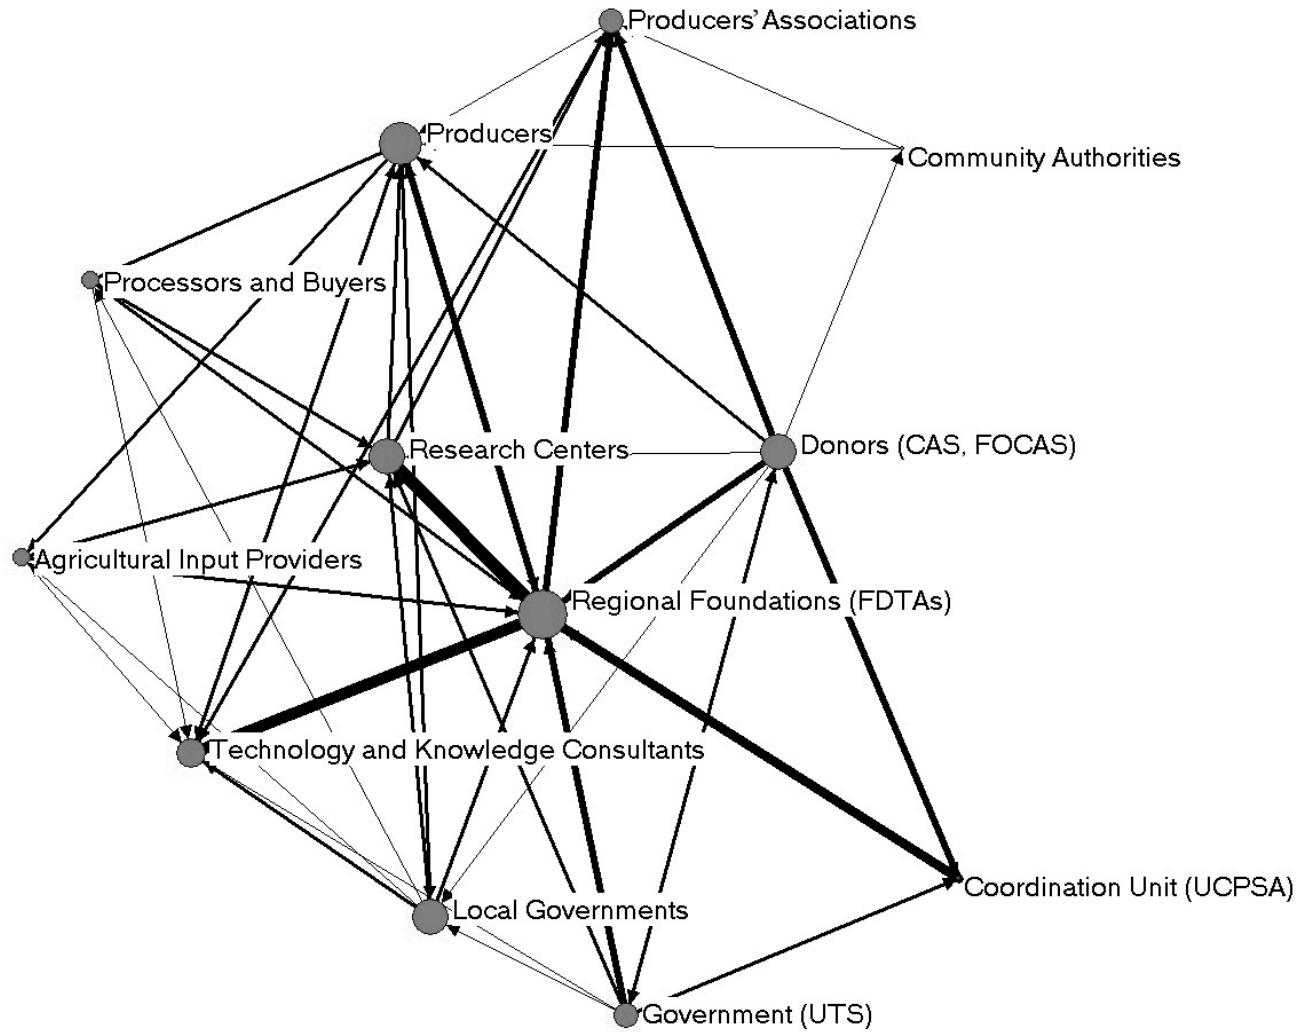 Producers’ Associations
Producers
Community Authorities
Processors and Buyers
Research Centers
Donors (CAS, FOCAS)
Agricultural Input Providers
Regional Foundations (FDTAs)
Technology and Knowledge Consultants
Coordination Unit (UCPSA)
Local Governments
Government (UTS)